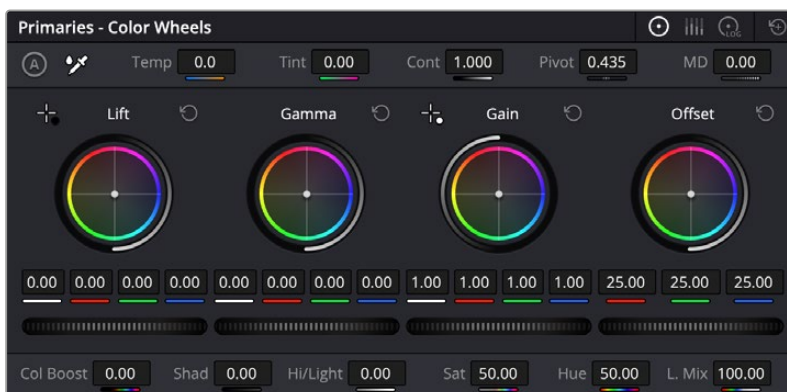 Primaries - Color Wheels
LOG
A Temp 0.0 Tint 0.00 Cont 1.000 Pivot 0.435 MD 0.00
Lift Gamma Gain Offset
0.00 0.00 0.00 0.00 0.00 0.00 0.00 0.00 1.00 1.00 1.00 1.00 25.00 25.00 25.00
Col Boost 0.00 Shad 0.00 Hi/Light 0.00 Sat 50.00 Hue 50.00 L. Mix 100.00